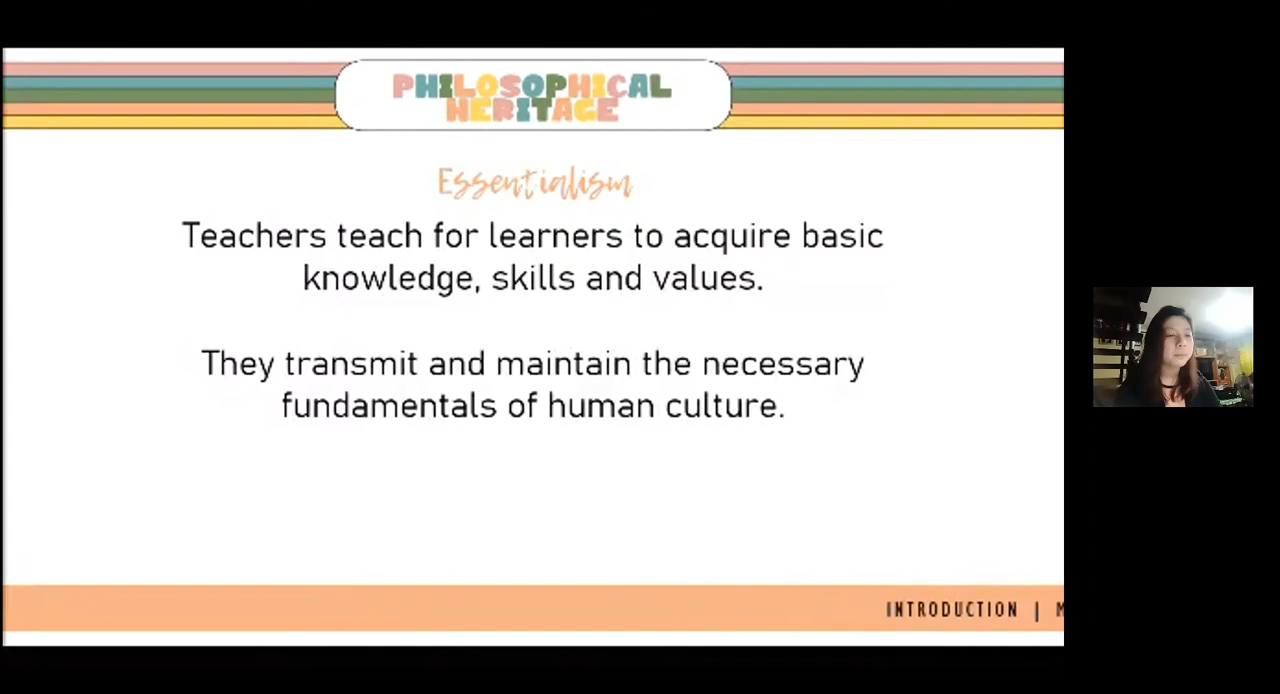 PHILOSOPHICAL
HERITAGE
Essentialism
Teachers teach for learners to acquire basic
knowledge, skills and values.
They transmit and maintain the necessary
fundamentals of human culture.
INTRODUCTION |